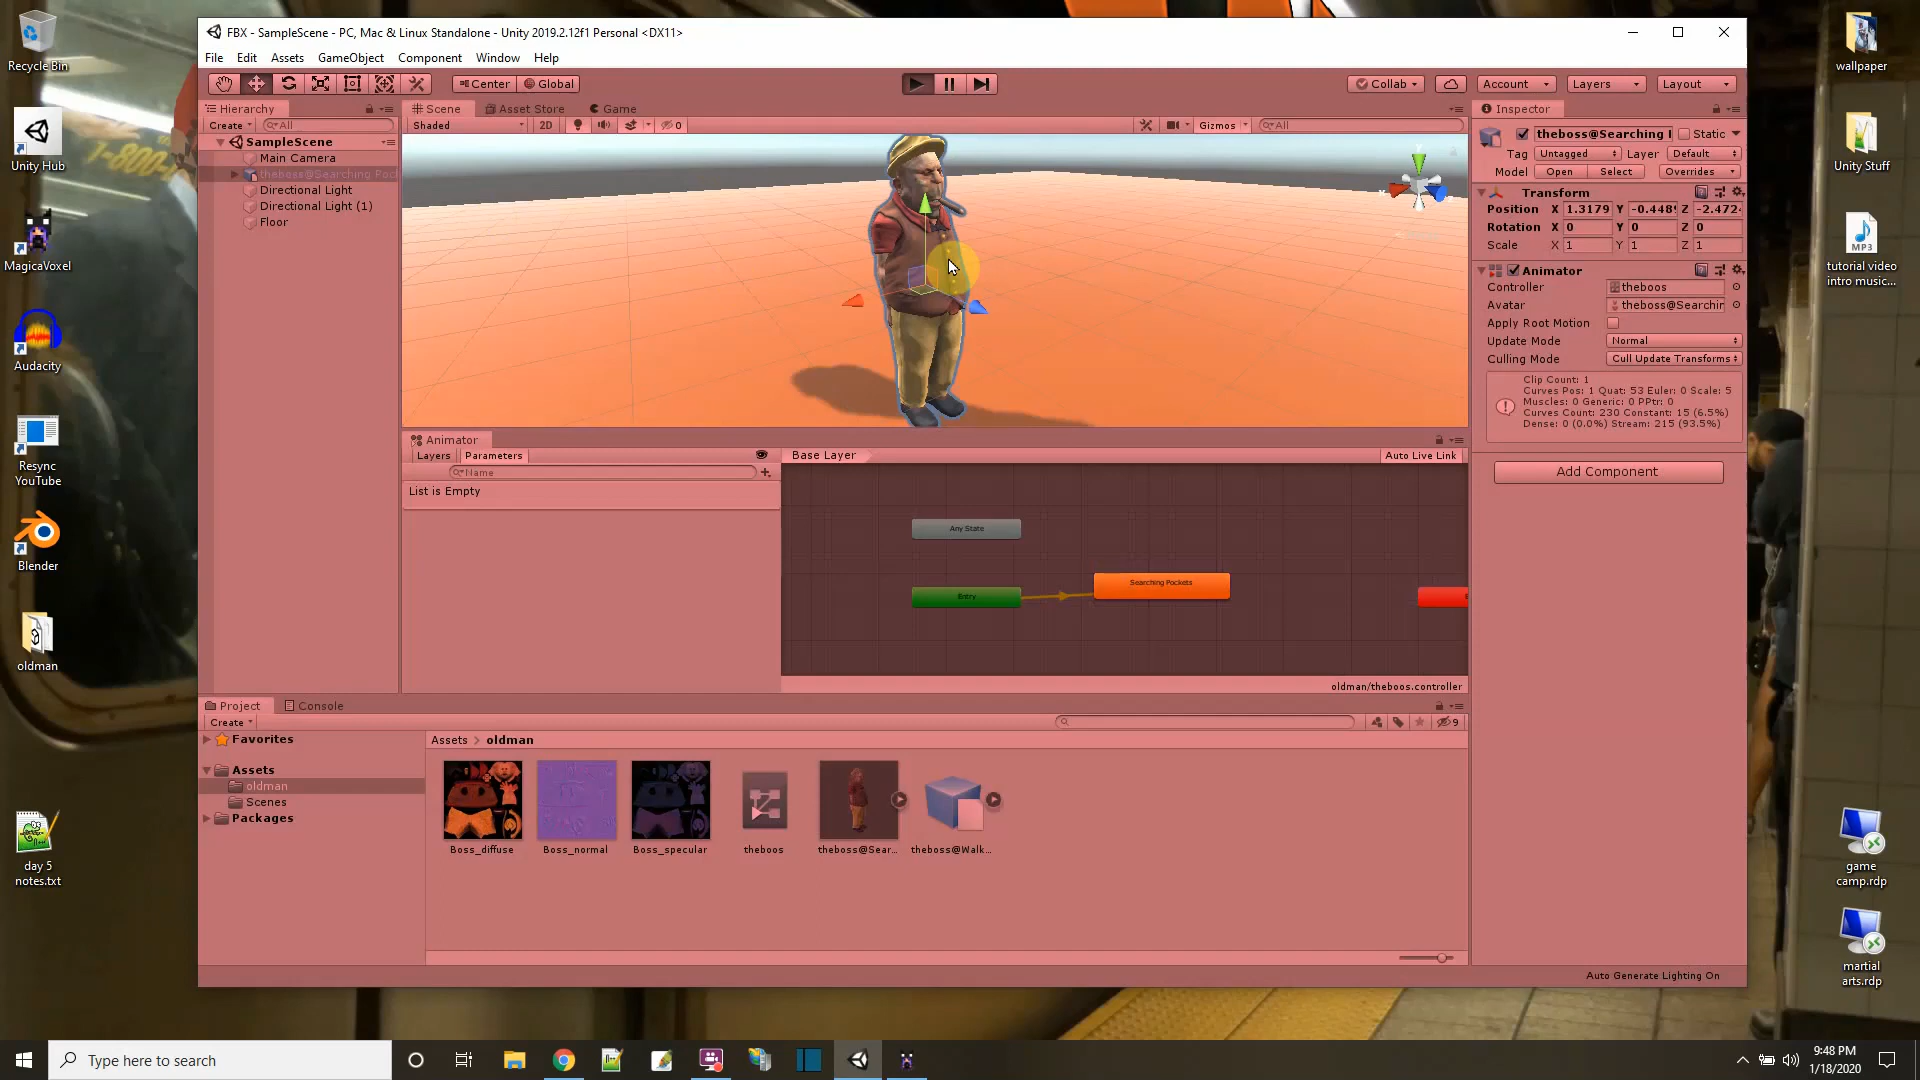 Recycle Bin
Unity Hub
MagicaVoxel
Audacity
Resync
YouTube
Blender
oldman
day 5
notes.txt
FBX - SampleScene - PC, Mac & Linux Standalone - Unity 2019.2.12f1 Personal <DX11>
File Edit Assets GameObject Component Window Help
Center Global Collab Account Layers Layout
Hierarchy
Create All
SampleScene
Main Camera
theboss@Searching Pock
Directional Light
Directional Light (1)
Floor
Scene Asset Store Game
Shaded 2D 0 Gizmos All
Animator
Layers Parameters
Name
List is Empty
Base Layer Auto Live Link
Any State
Entry
Searching Pockets
oldman/theboos.controller
Inspector
theboss@Searching Static
Tag Untagged Layer Default
Model Open Select Overrides
Transform
Position X 1.3179 Y -0.448 Z -2.472
Rotation X 0 Y 0 Z 0
Scale X 1 Y 1 Z 1
Animator
Controller theboos
Avatar theboss@Searchin
Apply Root Motion
Update Mode Normal
Culling Mode Cull Update Transforms
Clip Count: 1
Curves Pos: 1 Quat: 53 Euler: 0 Scale: 5
Muscles: 0 Generic: 0 PPtr: 0
Curves Count: 230 Constant: 15 (6.5%)
Dense: 0 (0.0%) Stream: 215 (93.5%)
Add Component
Project Console
Create 9
Favorites
Assets
oldman
Scenes
Packages
Assets > oldman
Boss_diffuse Boss_normal Boss_specular theboos theboss@Sear... theboss@Walk...
Auto Generate Lighting On
wallpaper
Unity Stuff
MP3
tutorial video
intro music...
game
camp.rdp
martial
arts.rdp
Type here to search
9:48 PM
1/18/2020